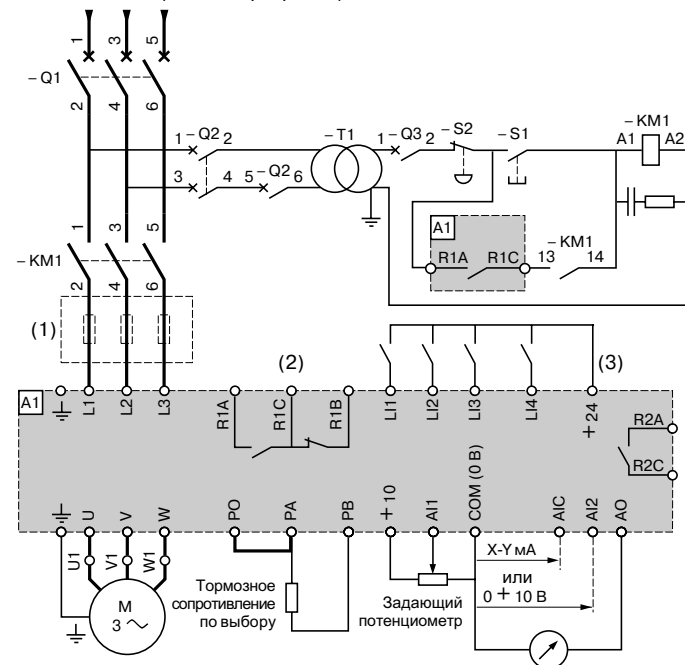 1 3 5
– Q1
2 4 6
1 – Q2 2
3 4 5 – Q2 6
– T1
1 – Q3 2
– S2
– S1
– KM1
A1 A2
A1
R1A R1C
13 – KM1 14
1 3 5
– KM1
2 4 6
(1)
(2)
(3)
A1
L1 L2 L3
R1A R1C R1B
LI1 LI2 LI3 LI4 + 24
R2A
R2C
U V W
PO PA PB
+ 10 AI1 COM (0 В) AIC AI2 AO
U1 V1 W1
М
3
Тормозное
сопротивление
по выбору
Задающий
потенциометр
X-Y мА
или
0 + 10 В